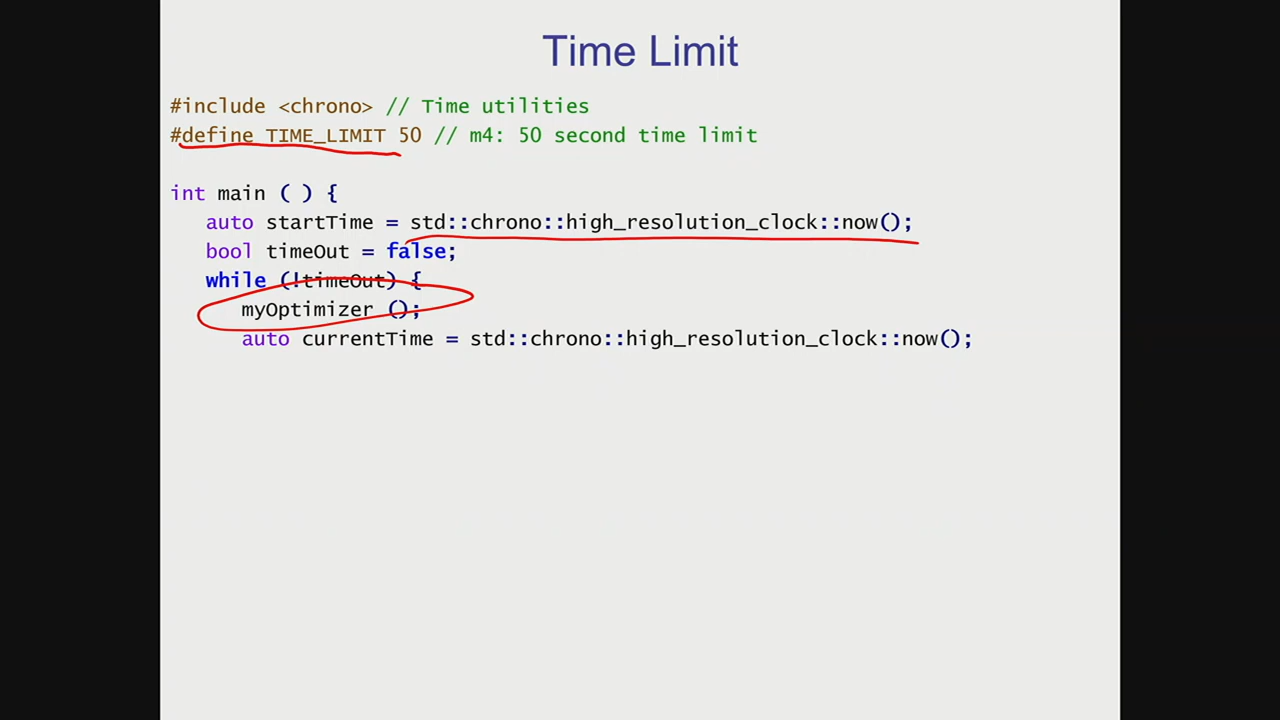 Time Limit
#include <chrono> // Time utilities
#define TIME_LIMIT 50 // m4: 50 second time limit
int main ( ) {
auto startTime = std::chrono::high_resolution_clock::now();
bool timeOut = false;
while (!timeOut) {
myOptimizer ();
auto currentTime = std::chrono::high_resolution_clock::now();